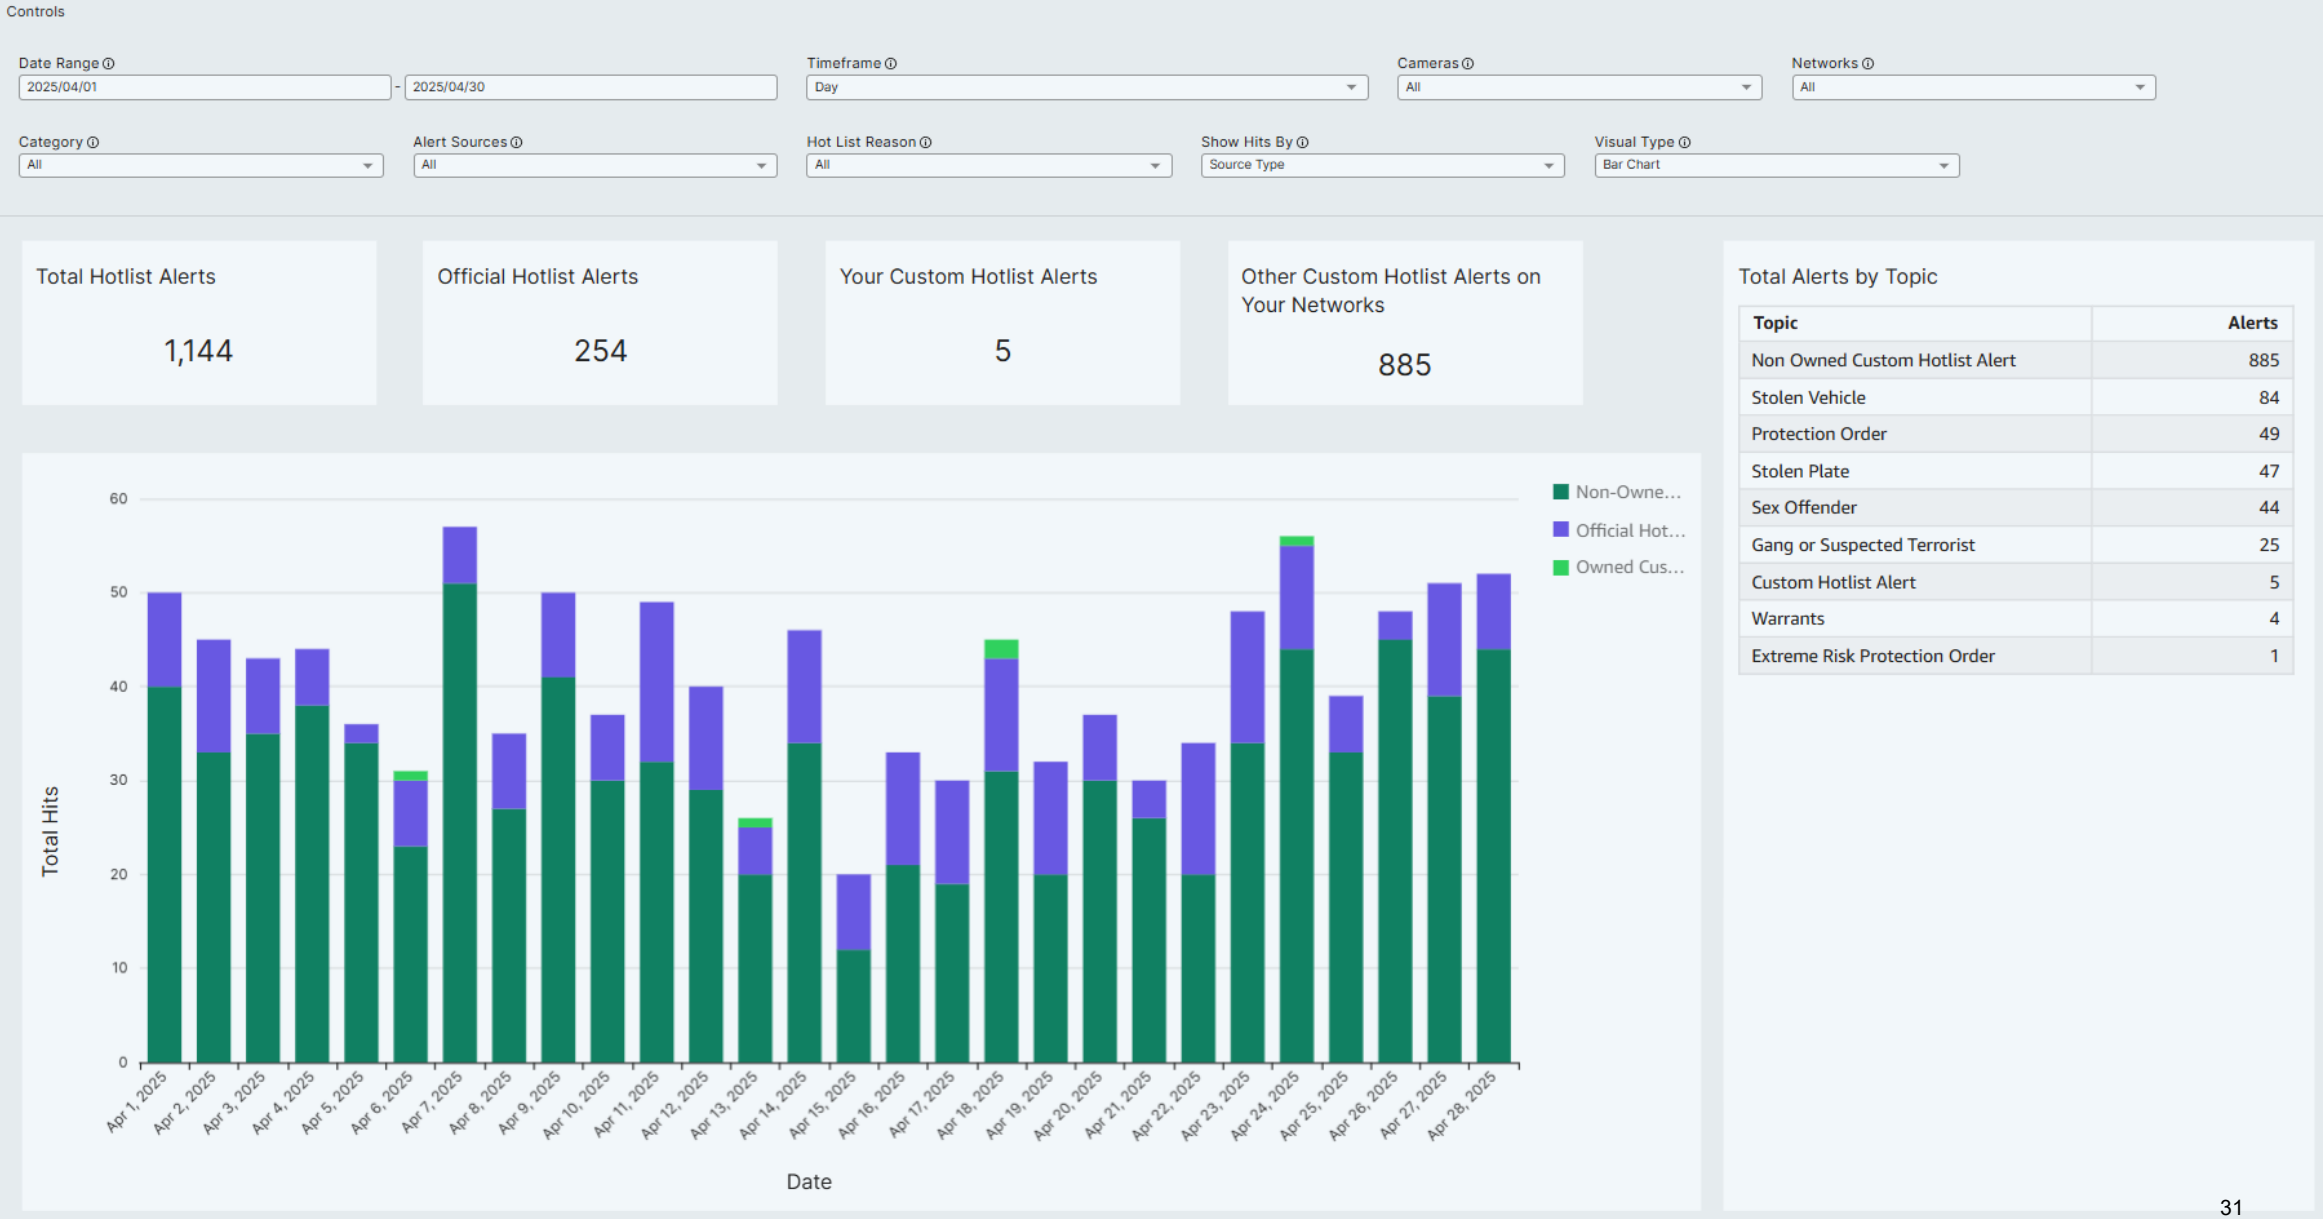 Controls
Date Range
2025/04/01 - 2025/04/30
Timeframe
Day
Cameras
All
Networks
All
Category
All
Alert Sources
All
Hot List Reason
All
Show Hits By
Source Type
Visual Type
Bar Chart
Total Hotlist Alerts
1,144
Official Hotlist Alerts
254
Your Custom Hotlist Alerts
5
Other Custom Hotlist Alerts on
Your Networks
885
Total Alerts by Topic
Topic Alerts
Non Owned Custom Hotlist Alert 885
Stolen Vehicle 84
Protection Order 49
Stolen Plate 47
Sex Offender 44
Gang or Suspected Terrorist 25
Custom Hotlist Alert 5
Warrants 4
Extreme Risk Protection Order 1
Non-Owne...
Official Hot...
Owned Cus...
Total Hits
60
50
40
30
20
10
0
Apr 1, 2025
Apr 2, 2025
Apr 3, 2025
Apr 4, 2025
Apr 5, 2025
Apr 6, 2025
Apr 7, 2025
Apr 8, 2025
Apr 9, 2025
Apr 10, 2025
Apr 11, 2025
Apr 12, 2025
Apr 13, 2025
Apr 14, 2025
Apr 15, 2025
Apr 16, 2025
Apr 17, 2025
Apr 18, 2025
Apr 19, 2025
Apr 20, 2025
Apr 21, 2025
Apr 22, 2025
Apr 23, 2025
Apr 24, 2025
Apr 25, 2025
Apr 26, 2025
Apr 27, 2025
Apr 28, 2025
Date
31